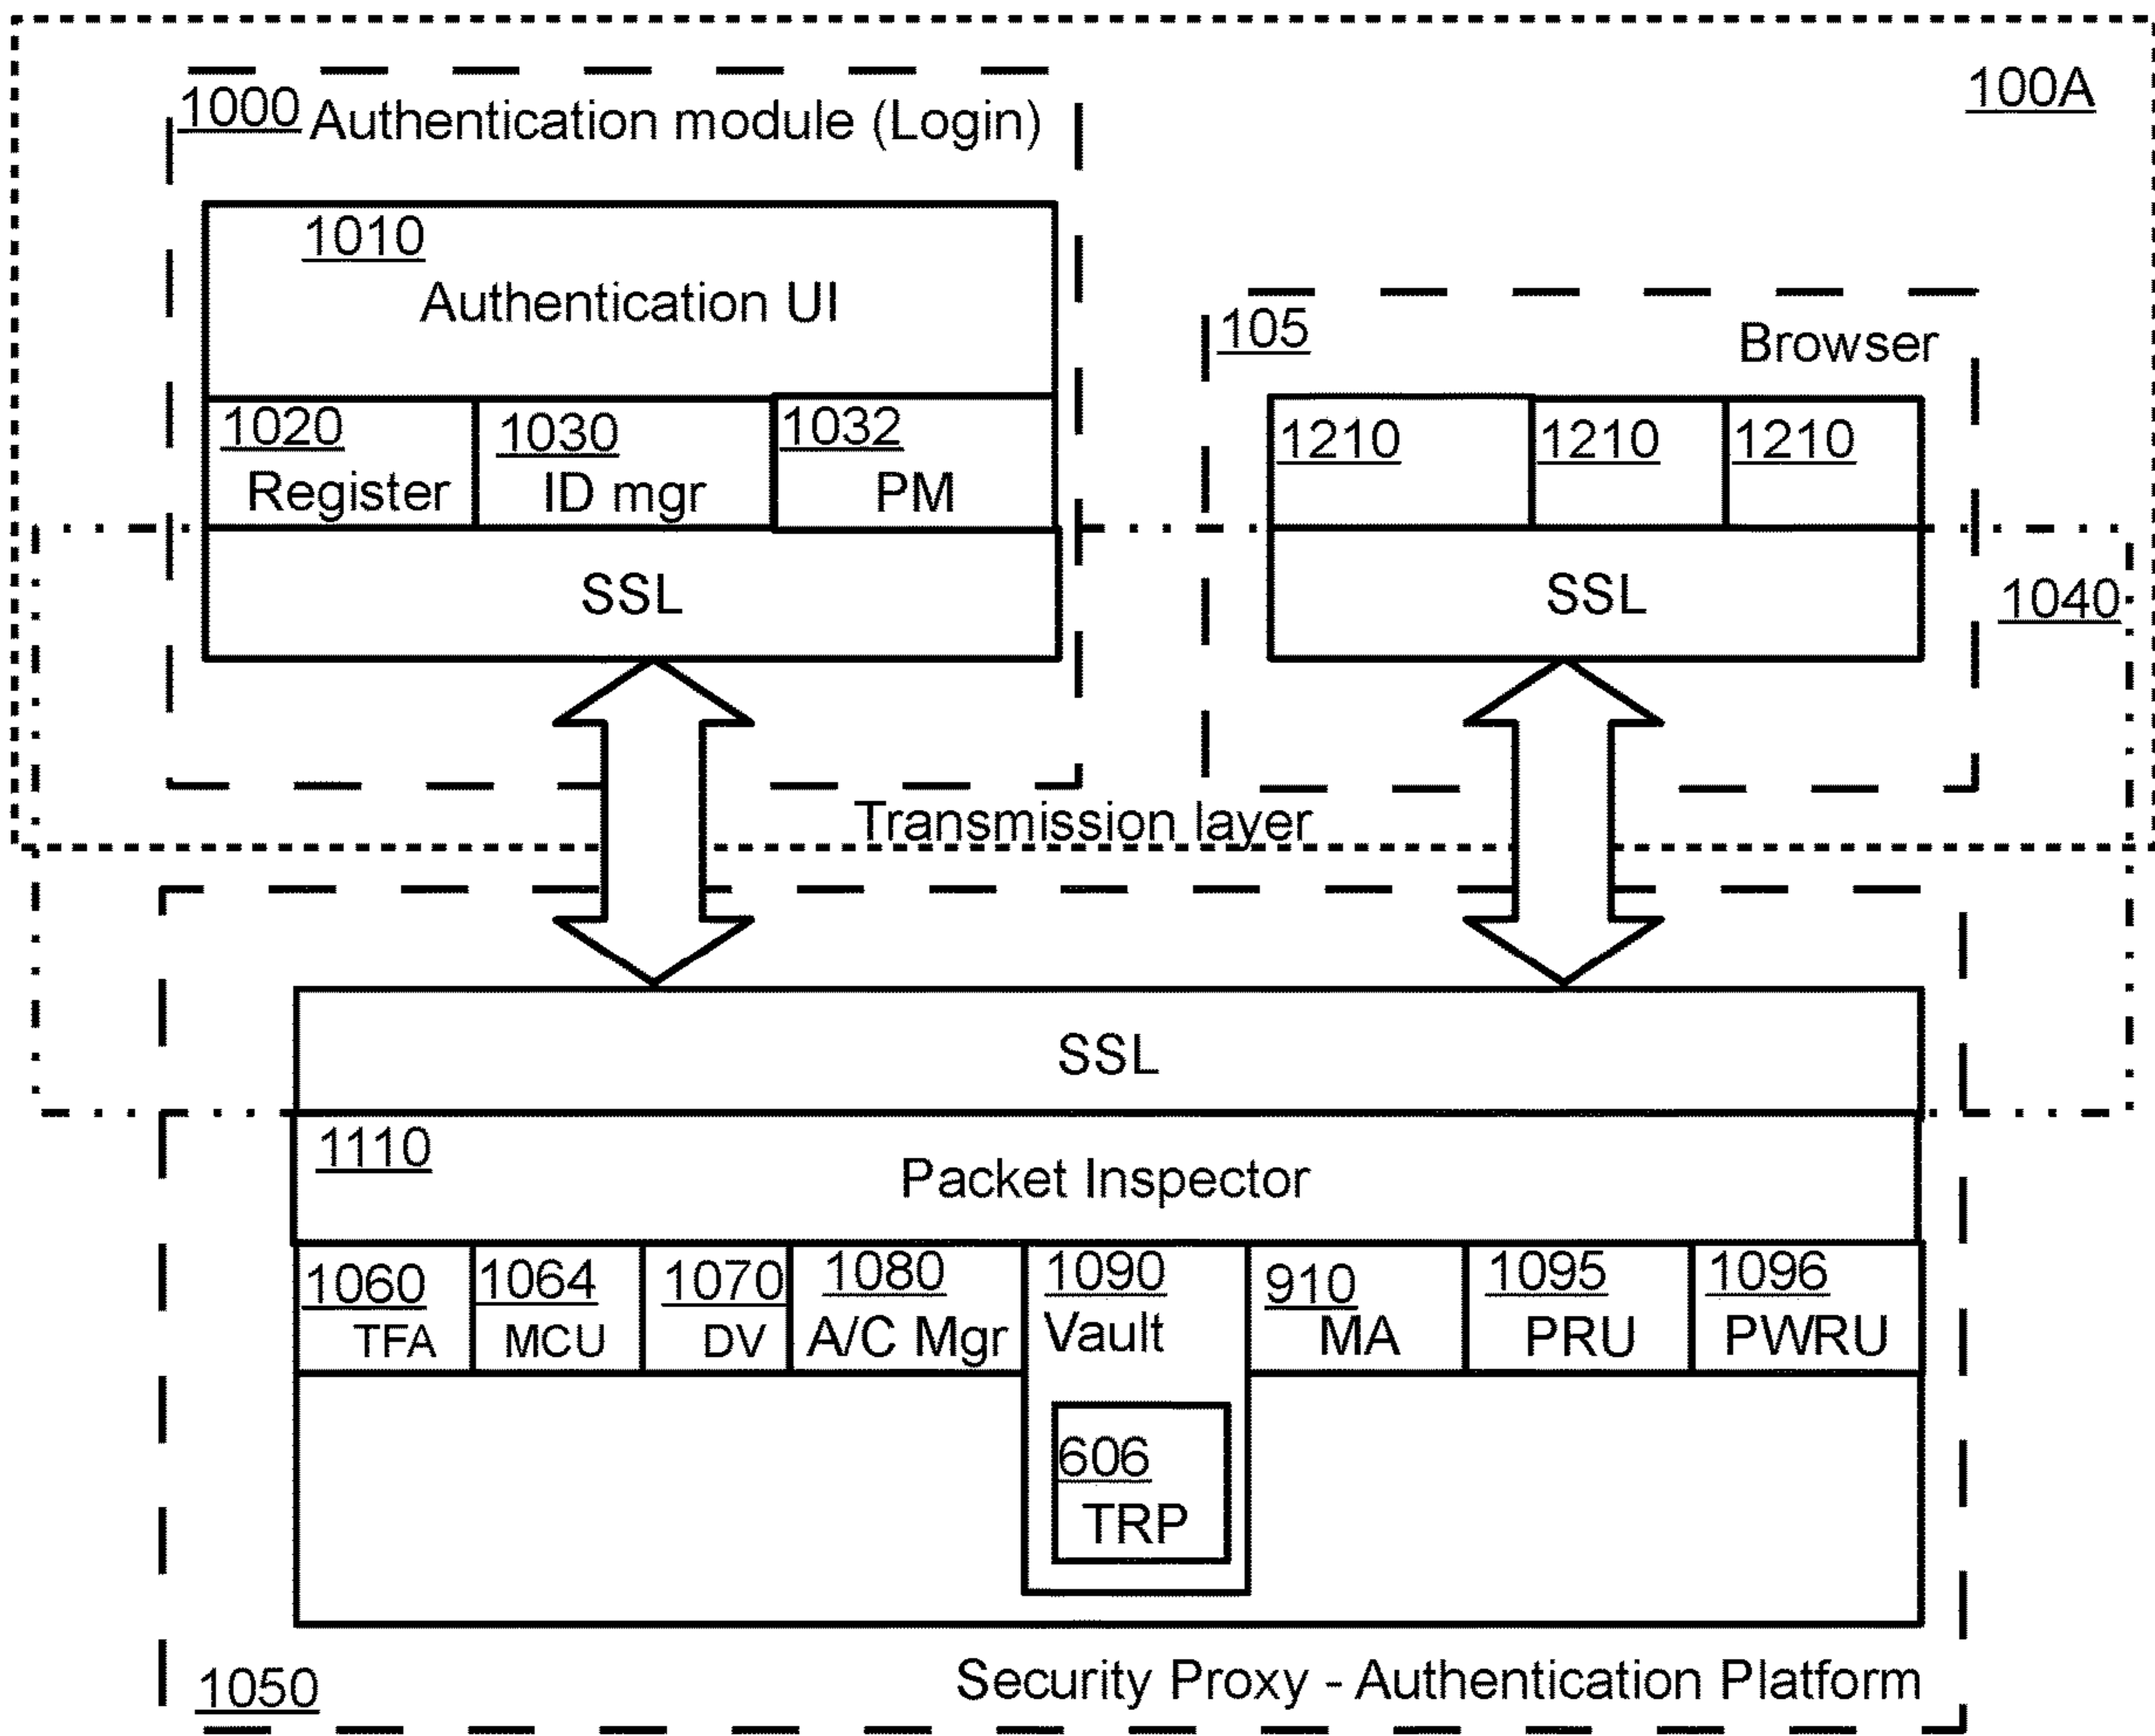 100A
1000 Authentication module (Login)
1010
Authentication UI
1020
Register
1030
ID mgr
1032
PM
SSL
105
Browser
1210
1210
1210
SSL
1040
Transmission layer
SSL
1110
Packet Inspector
1060
TFA
1064
MCU
1070
DV
1080
A/C Mgr
1090
Vault
606
TRP
910
MA
1095
PRU
1096
PWRU
1050
Security Proxy - Authentication Platform